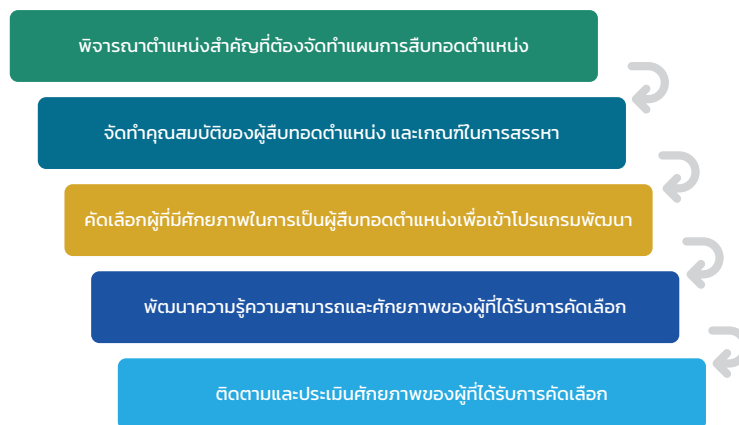 พิจารณาตำแหน่งสำคัญที่ต้องจัดทำแผนการสืบทอดตำแหน่ง
จัดทำคุณสมบัติของผู้สืบทอดตำแหน่ง และเกณฑ์ในการสรรหา
คัดเลือกผู้ที่มีศักยภาพในการเป็นผู้สืบทอดตำแหน่งเพื่อเข้าโปรแกรมพัฒนา
พัฒนาความรู้ความสามารถและศักยภาพของผู้ที่ได้รับการคัดเลือก
ติดตามและประเมินศักยภาพของผู้ที่ได้รับการคัดเลือก